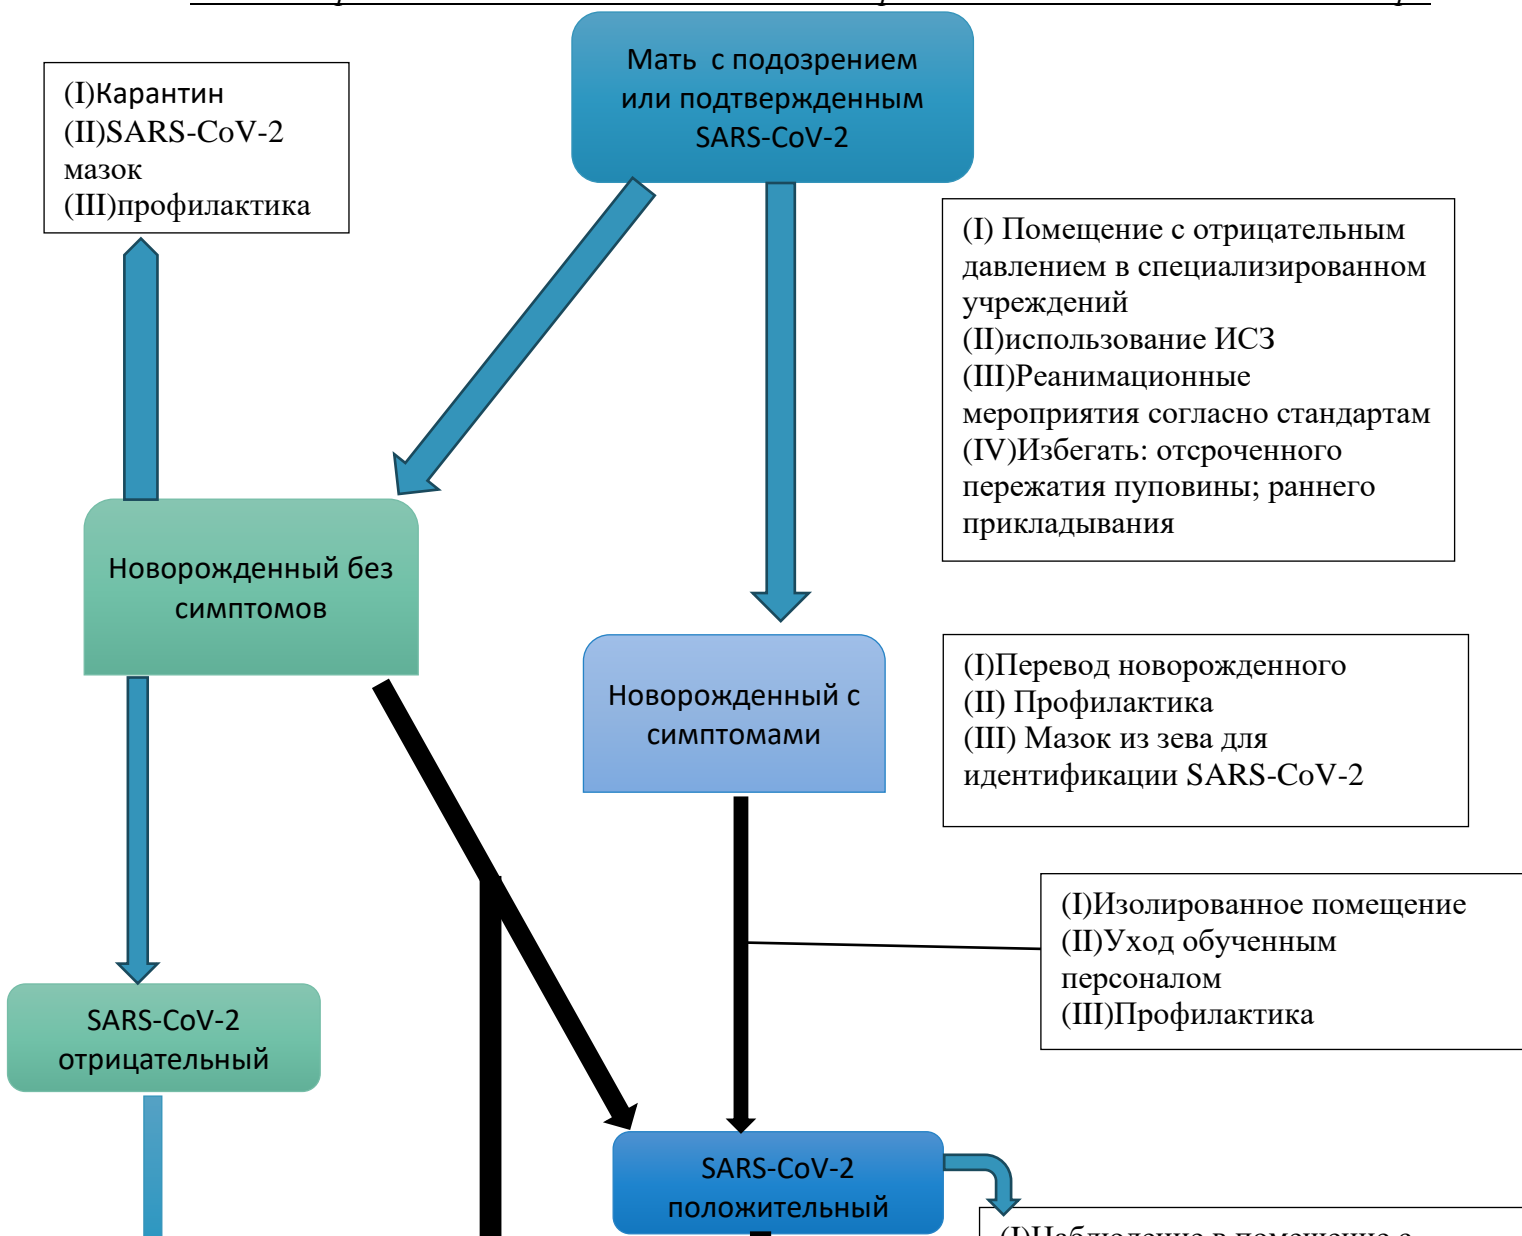 Мать с подозрением
или подтвержденным
SARS-CoV-2
(I)Карантин
(II)SARS-CoV-2
мазок
(III)профилактика
(I) Помещение с отрицательным
давлением в специализированном
учреждений
(II)использование ИСЗ
(III)Реанимационные
мероприятия согласно стандартам
(IV)Избегать: отсроченного
пережатия пуповины; раннего
прикладывания
Новорожденный без
симптомов
Новорожденный с
симптомами
(I)Перевод новорожденного
(II) Профилактика
(III) Мазок из зева для
идентификации SARS-CoV-2
(I)Изолированное помещение
(II)Уход обученным
персоналом
(III)Профилактика
SARS-CoV-2
отрицательный
SARS-CoV-2
положительный
(I)Наблюдение в помещение с